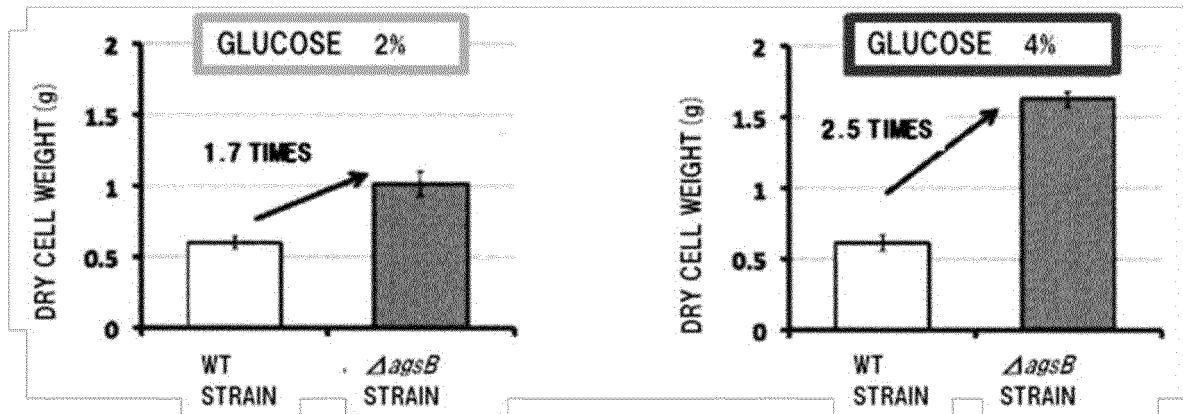 GLUCOSE 2%
DRY CELL WEIGHT (g)
2
1.5
1
0.5
0
1.7 TIMES
WT
STRAIN
ΔagsB
STRAIN
GLUCOSE 4%
DRY CELL WEIGHT (g)
2
1.5
1
0.5
0
2.5 TIMES
WT
STRAIN
ΔagsB
STRAIN